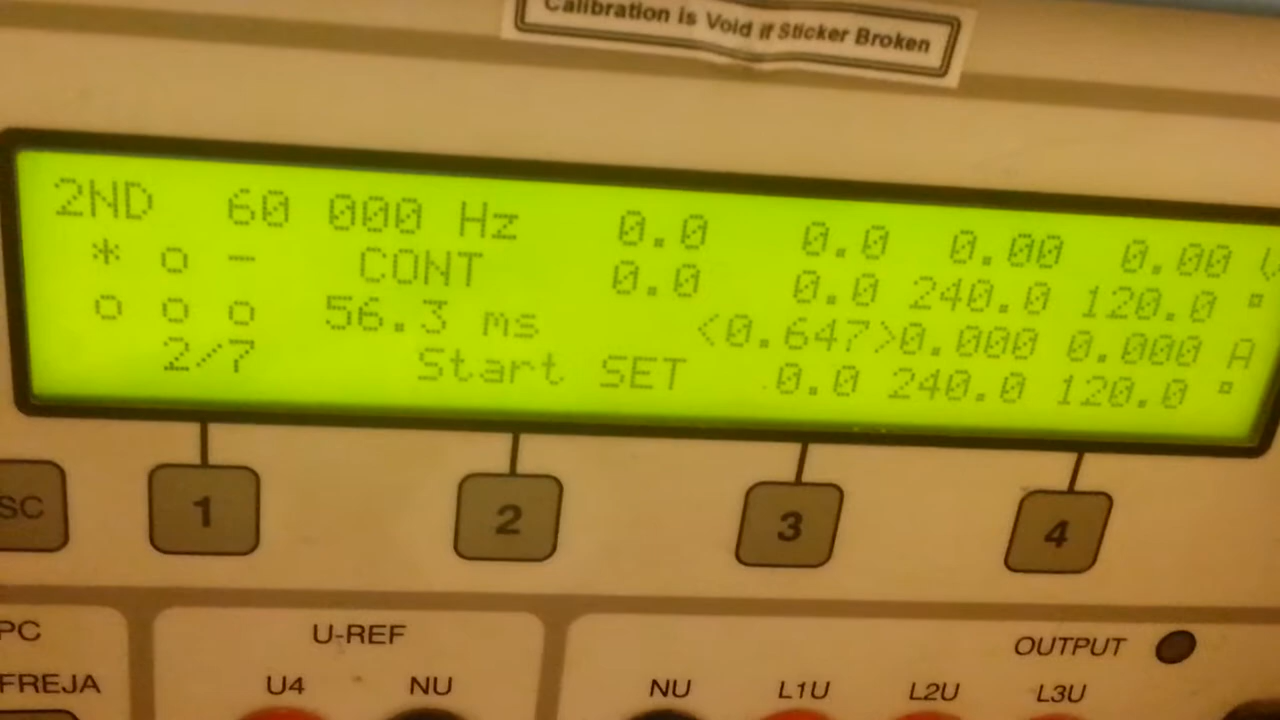 Calibration is Void if Sticker Broken
2ND 60 000 Hz 0.0 0.0 0.00 0.00
* o - CONT 0.0 0.0 240.0 120.0 °
o o o 56.3 ms <0.647>0.000 0.000 A
2/7 Start SET 0.0 240.0 120.0 °
SC 1 2 3 4
PC U-REF OUTPUT
FREJA U4 NU NU L1U L2U L3U